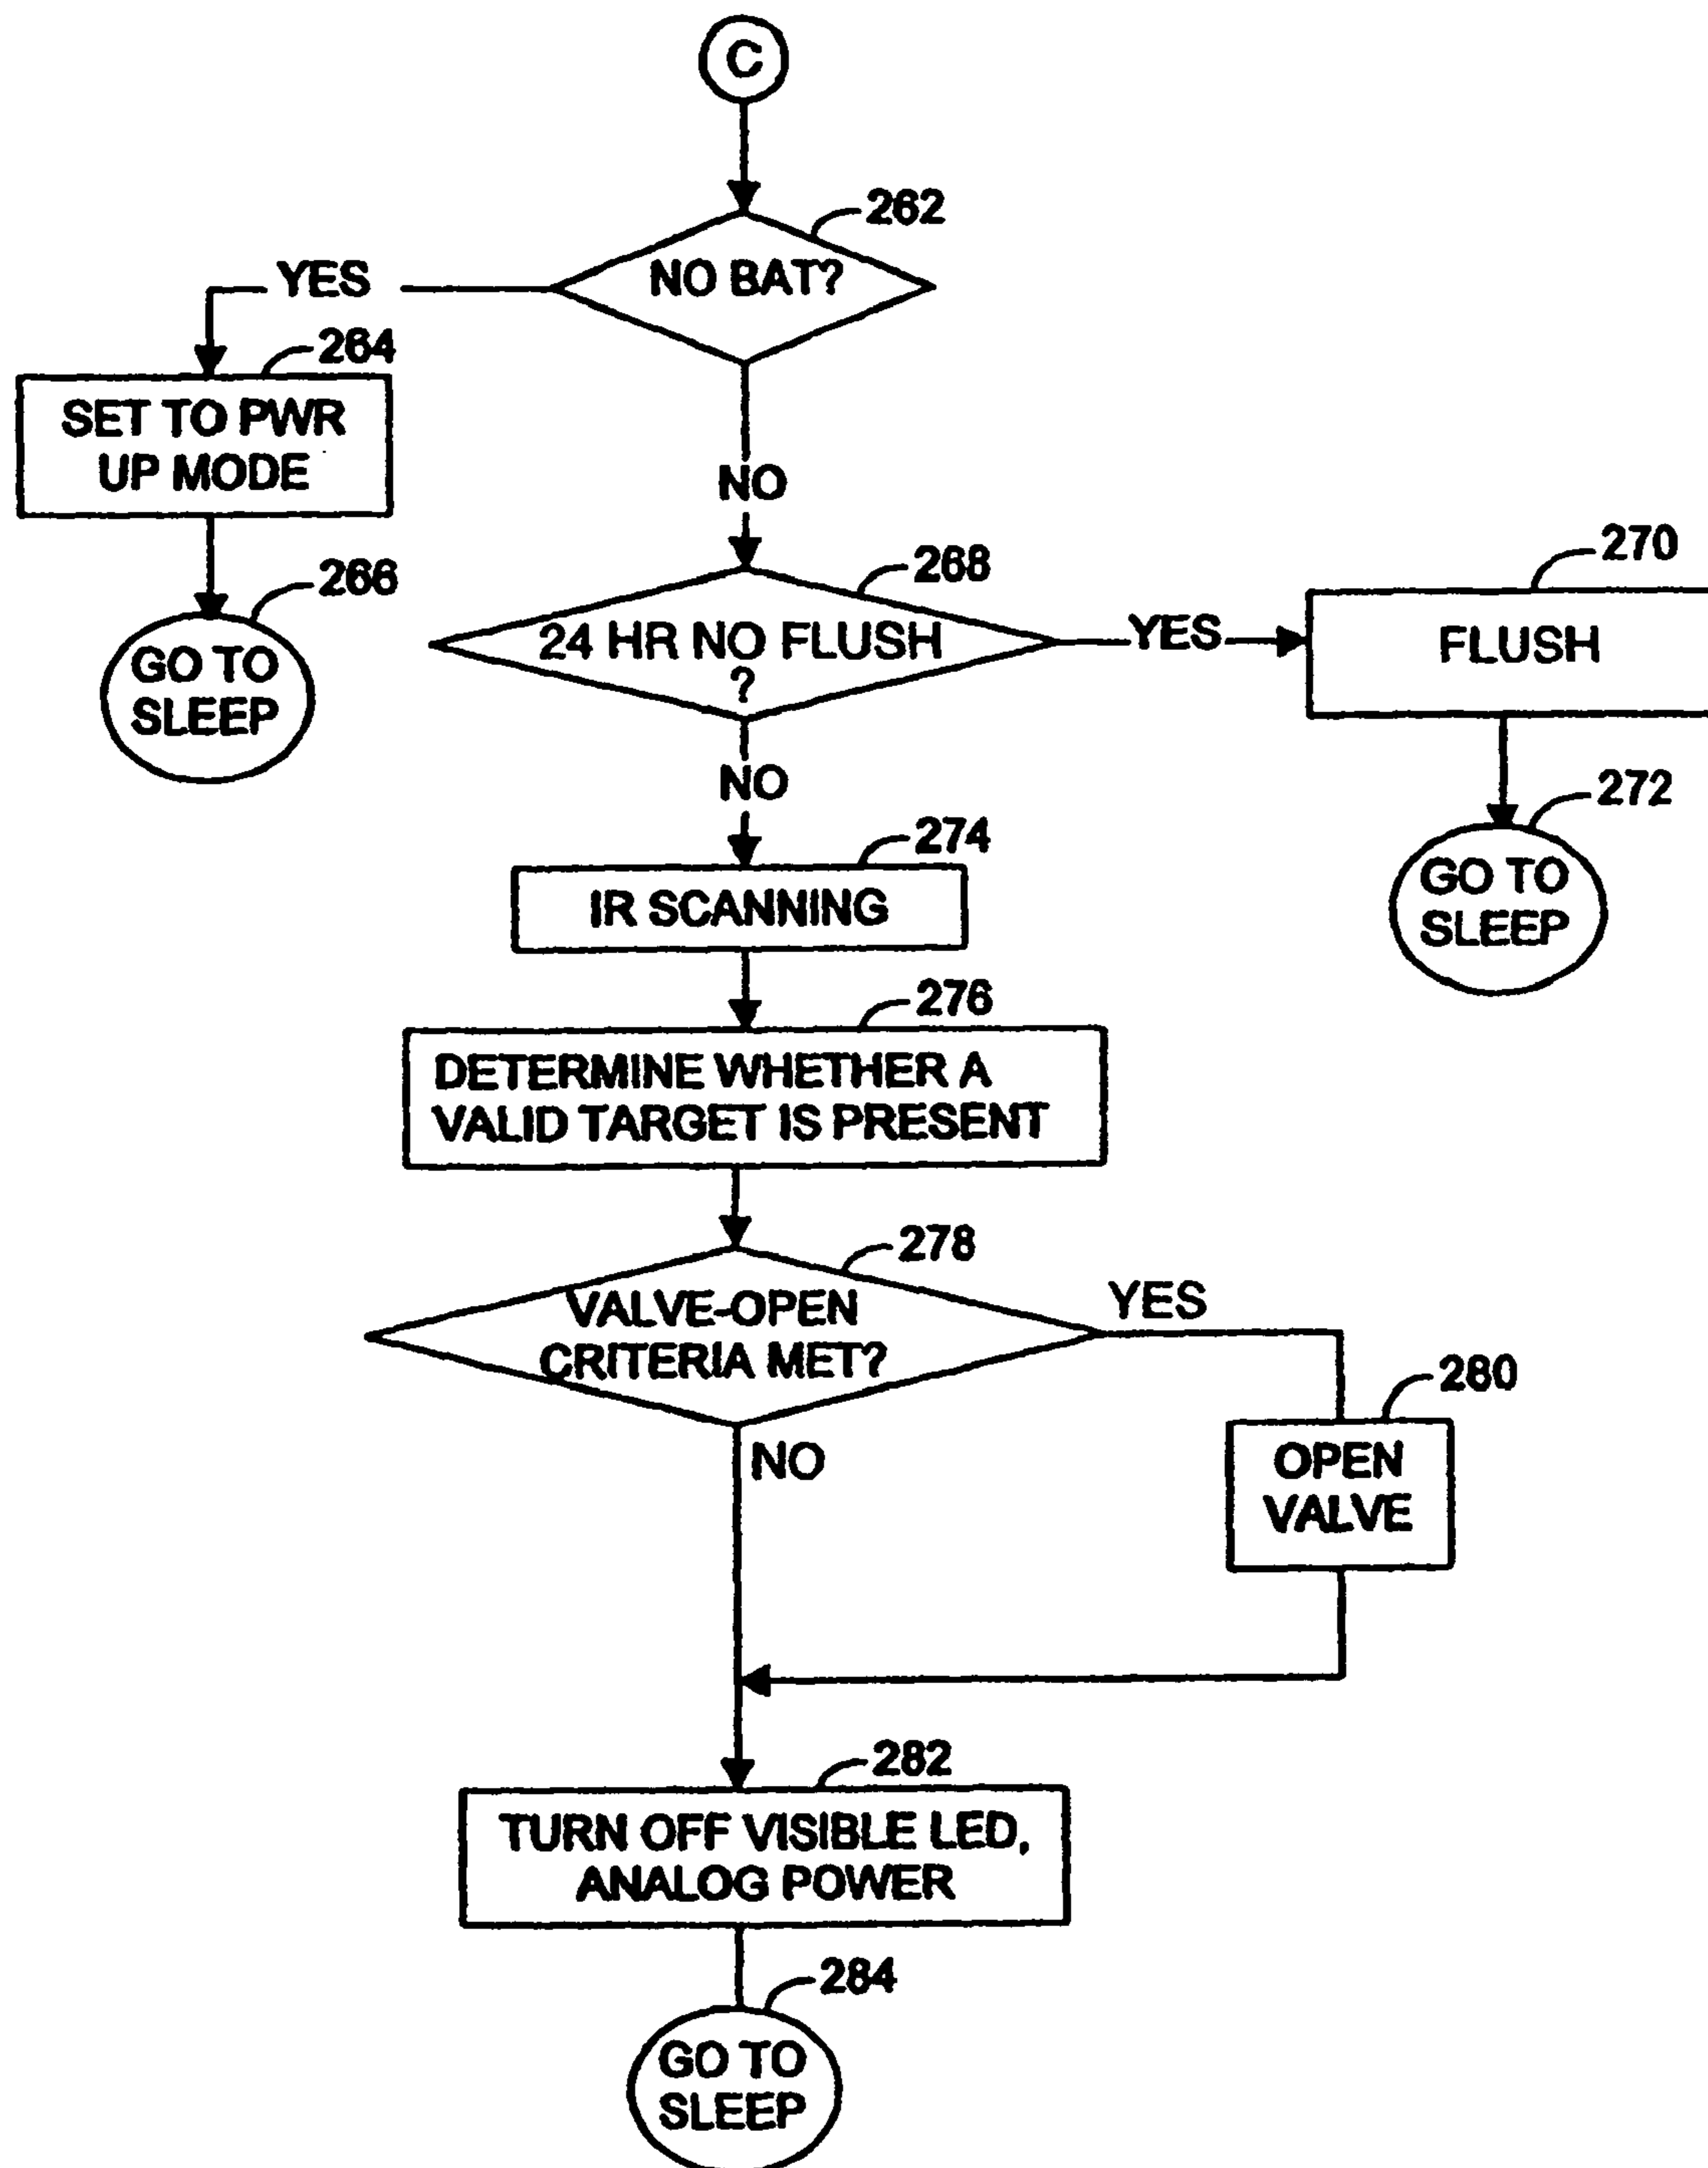 C
262
NO BAT?
YES
264
SET TO PWR
UP MODE
NO
266
GO TO
SLEEP
268
24 HR NO FLUSH
?
YES
270
FLUSH
NO
272
GO TO
SLEEP
274
IR SCANNING
276
DETERMINE WHETHER A
VALID TARGET IS PRESENT
278
VALVE-OPEN
CRITERIA MET?
YES
280
OPEN
VALVE
NO
282
TURN OFF VISIBLE LED,
ANALOG POWER
284
GO TO
SLEEP